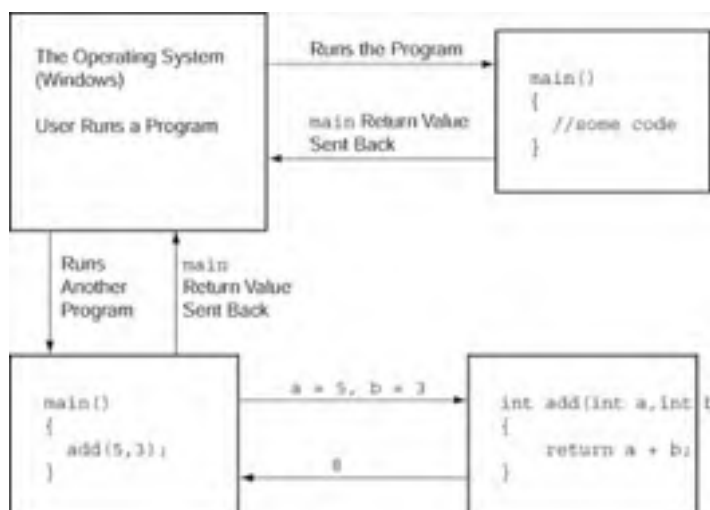 The Operating System
(Windows)
User Runs a Program
Runs the Program
main Return Value
Sent Back
main()
{
//some code
}
Runs
Another
Program
main
Return Value
Sent Back
main()
{
add(5,3);
}
a = 5, b = 3
8
int add(int a,int
{
return a + b;
}